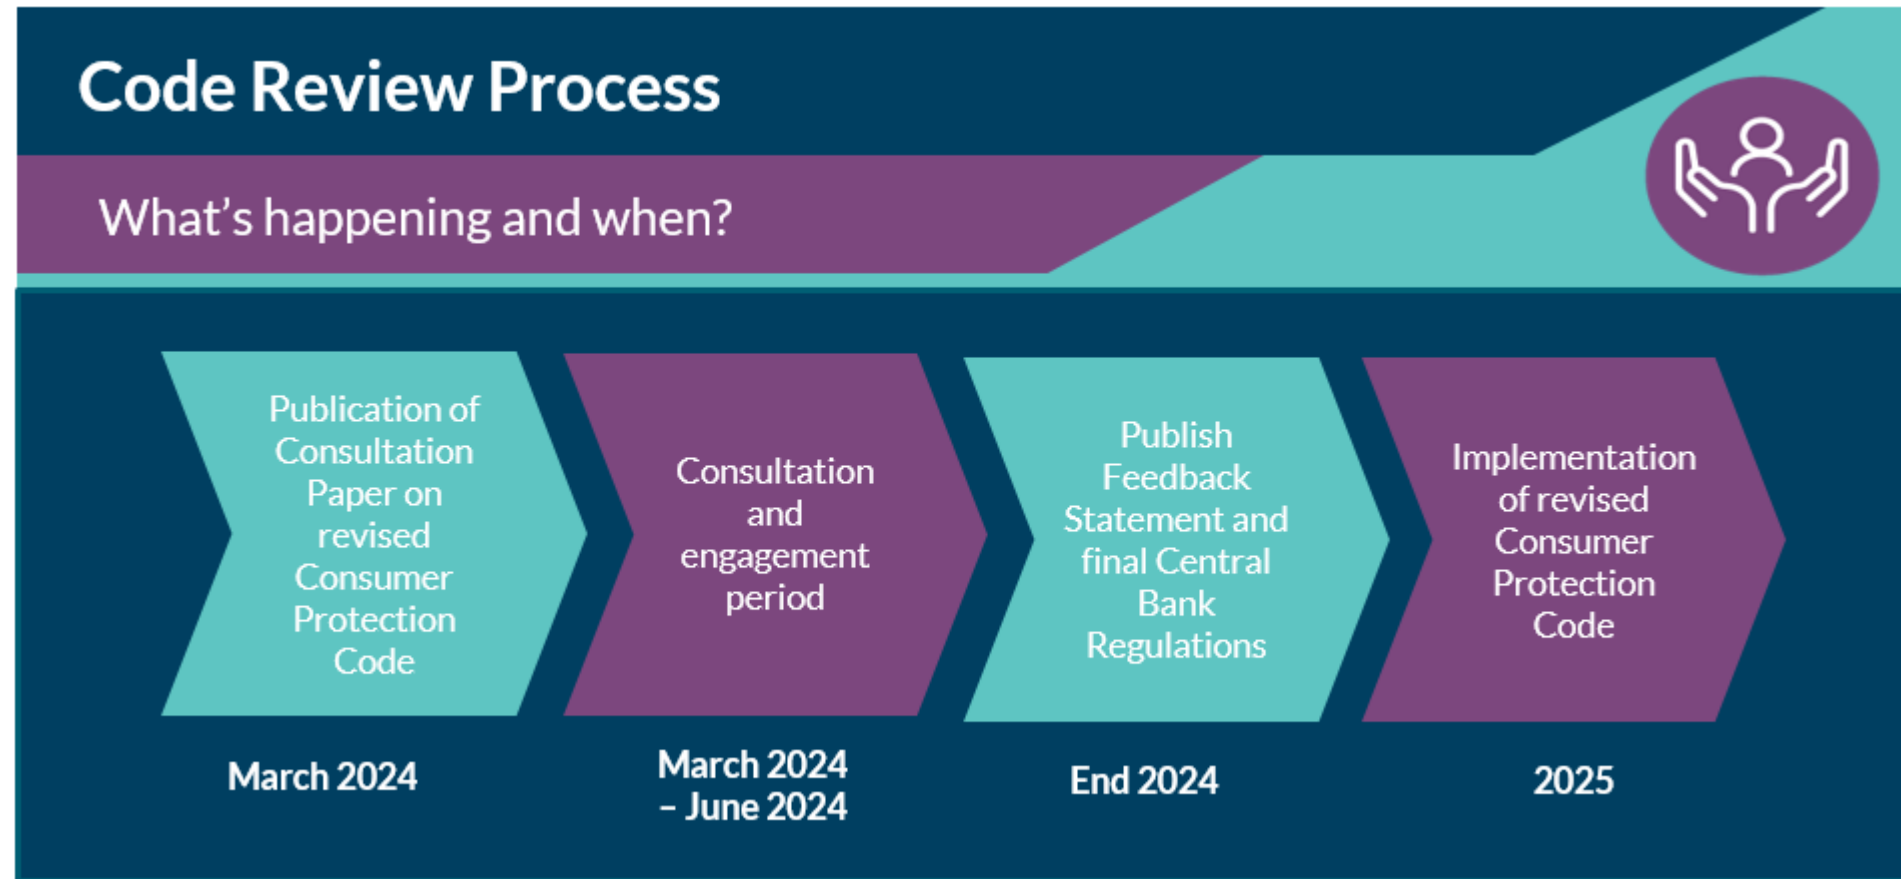 Code Review Process
What's happening and when?
Publication of
Consultation
Paper on
revised
Consumer
Protection
Code
March 2024
Consultation
and
engagement
period
March 2024
– June 2024
Publish
Feedback
Statement and
final Central
Bank
Regulations
End 2024
Implementation
of revised
Consumer
Protection
Code
2025